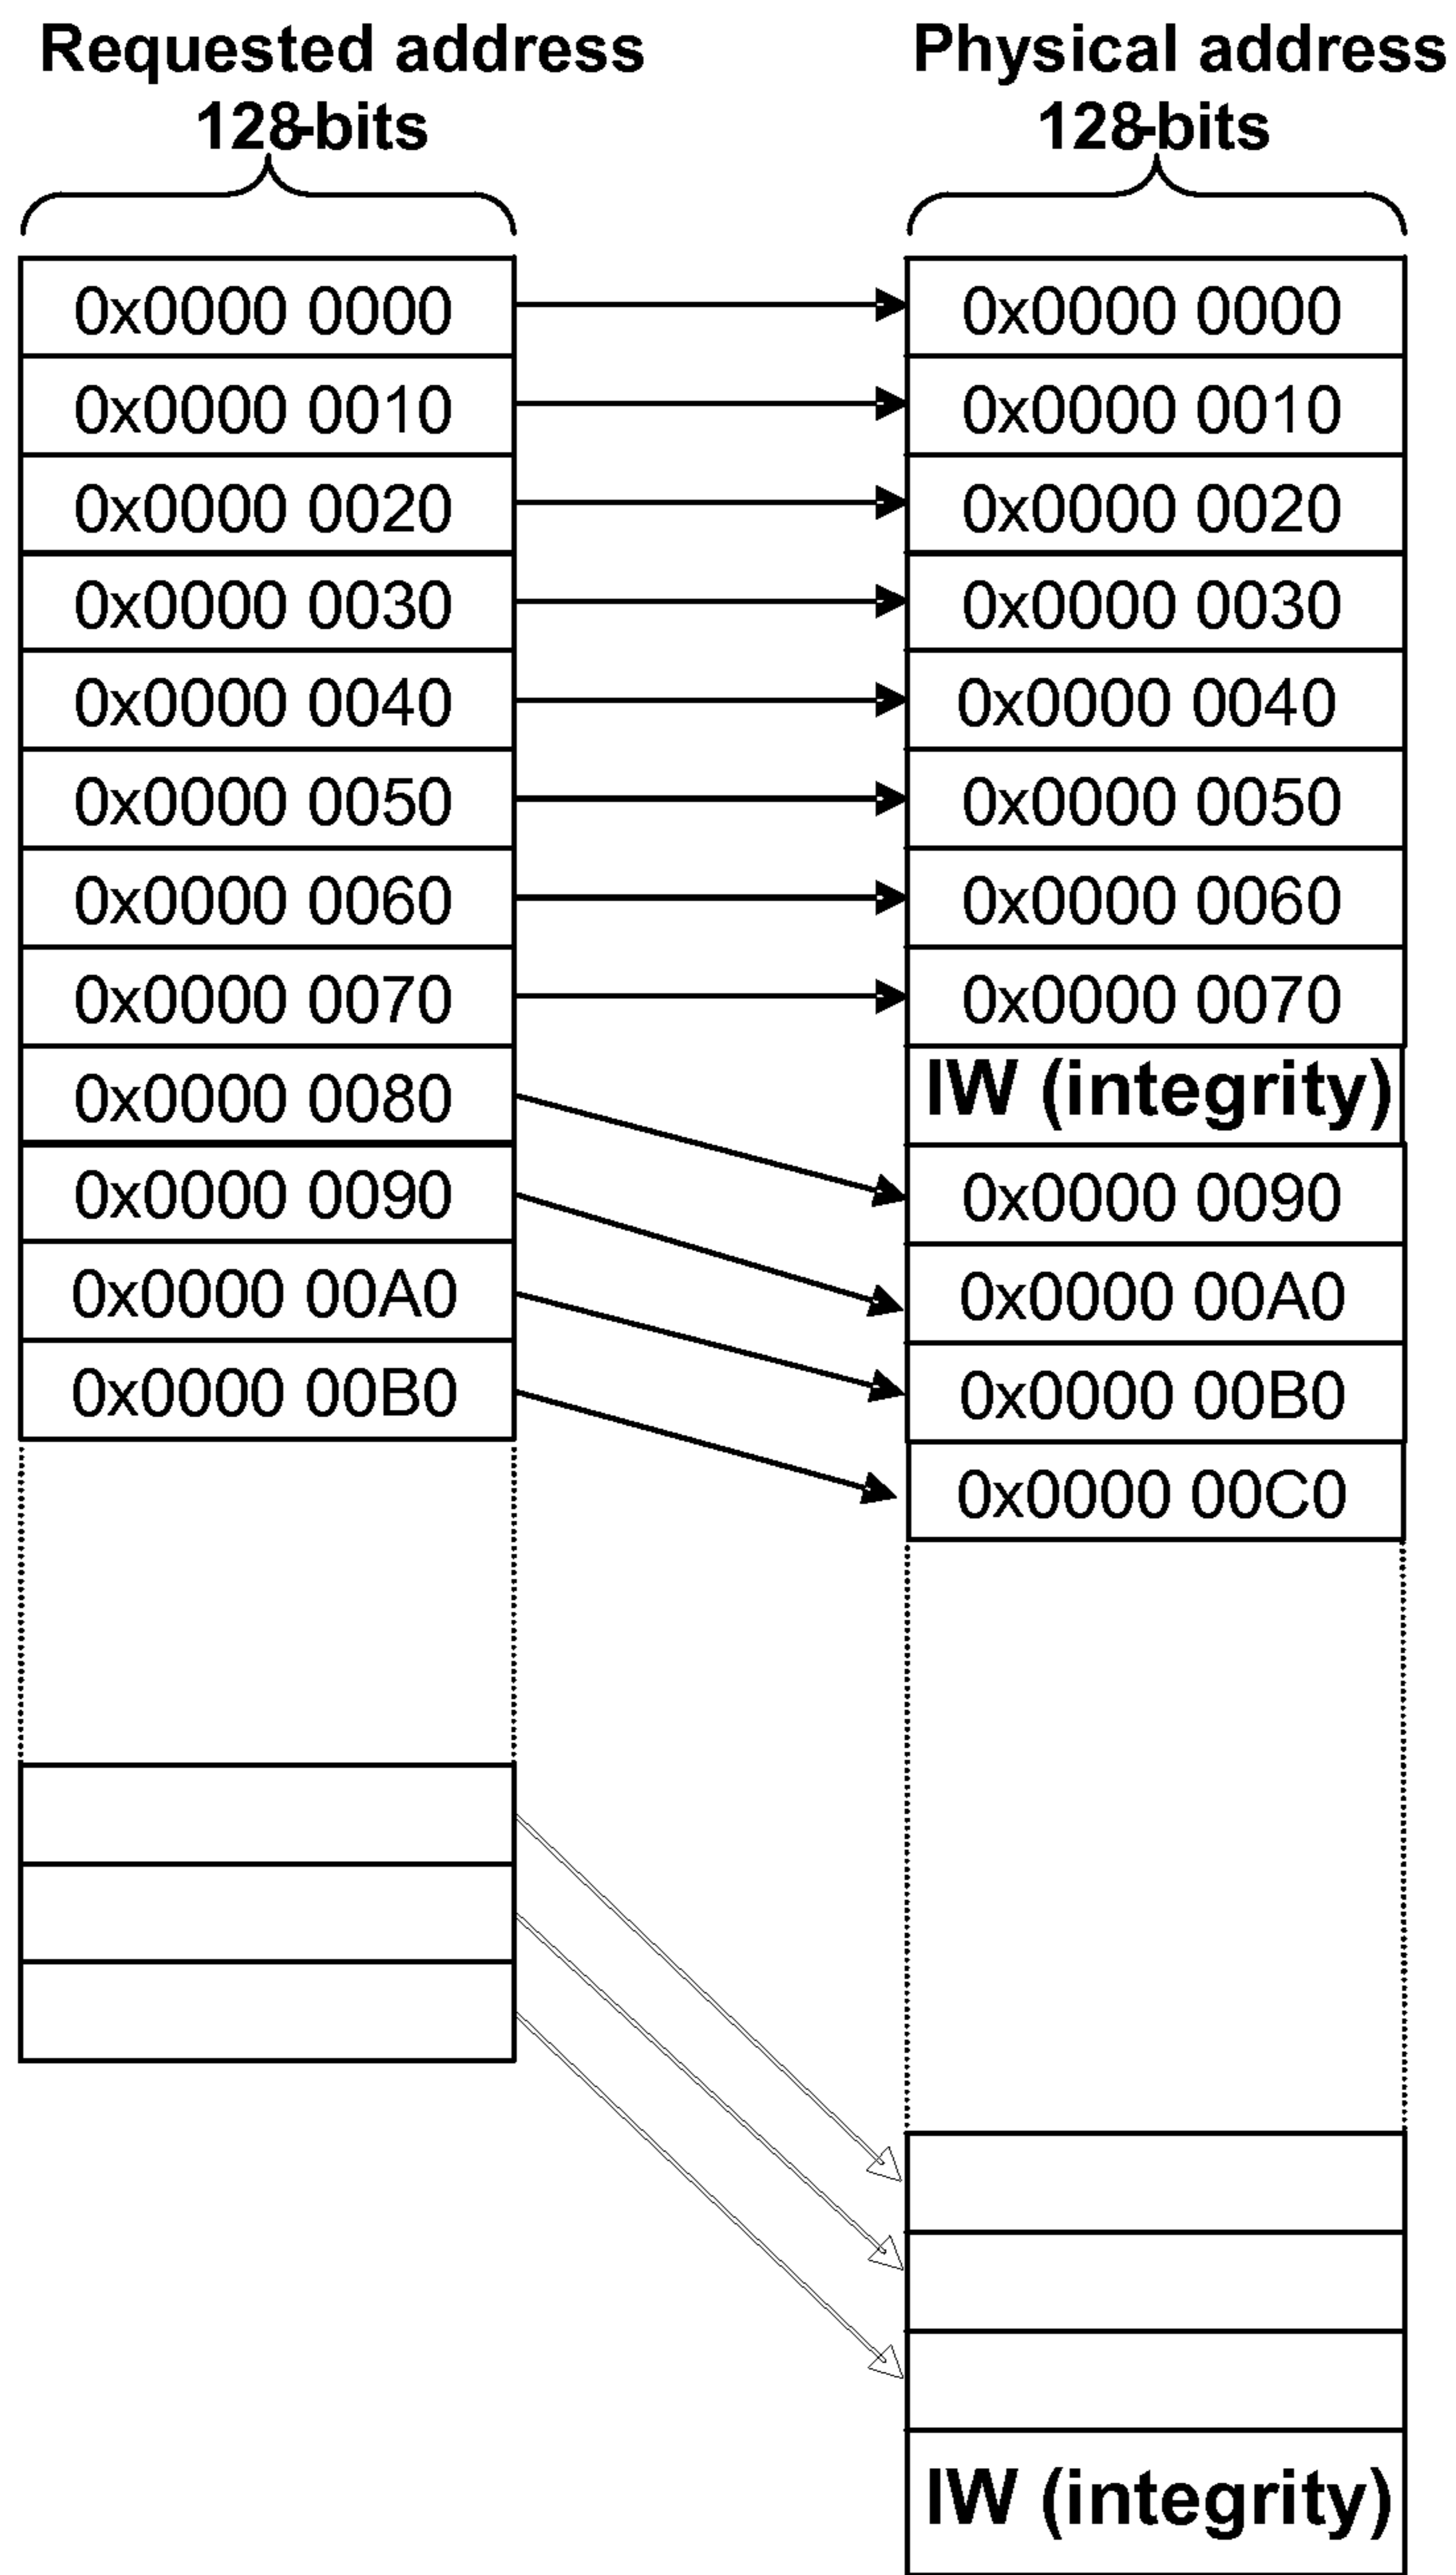 Requested address
128-bits
Physical address
128-bits
0x0000 0000
0x0000 0000
0x0000 0010
0x0000 0010
0x0000 0020
0x0000 0020
0x0000 0030
0x0000 0030
0x0000 0040
0x0000 0040
0x0000 0050
0x0000 0050
0x0000 0060
0x0000 0060
0x0000 0070
0x0000 0070
0x0000 0080
IW (integrity)
0x0000 0090
0x0000 0090
0x0000 00A0
0x0000 00A0
0x0000 00B0
0x0000 00B0
0x0000 00C0
IW (integrity)